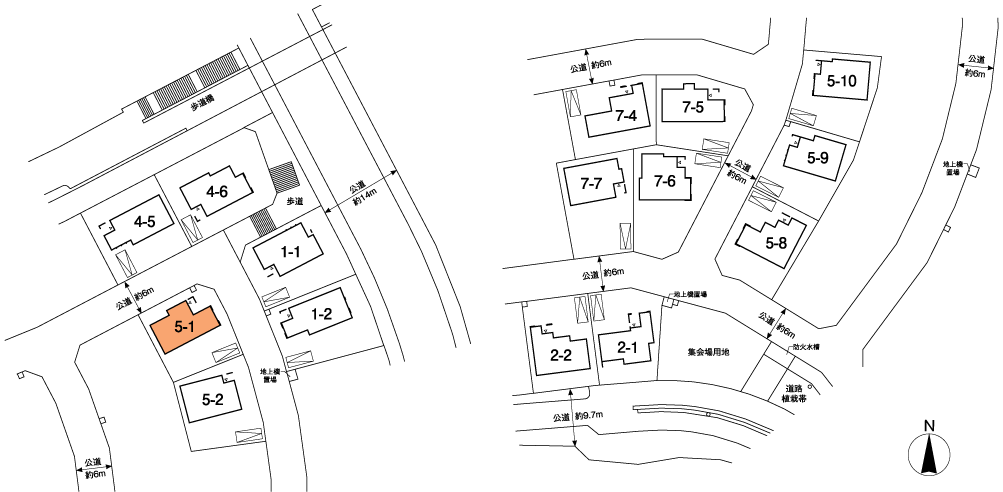 歩道橋
4-6
4-5
歩道
公道
約14m
1-1
公道
約6m
5-1
1-2
地上機
置場
5-2
公道
約6m
公道 約6m
7-4
7-5
5-10
公道
約6m
5-9
公道
約6m
地上機
置場
7-7
7-6
5-8
公道 約6m
地上機置場
公道
約6m
2-2
2-1
集会場用地
防火水槽
道路
植栽帯
公道 約9.7m
N